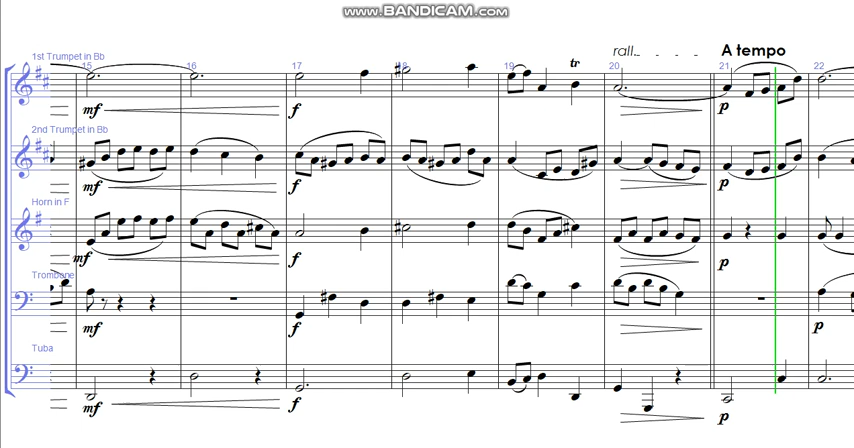 www.BANDICAM.com
rall. A tempo
1st Trumpet in Bb
15 16 17 18 19 20 21 22
tr
mf f p
2nd Trumpet in Bb
mf f p
Horn in F
mf f p
Trombone
mf f p
Tuba
mf f p